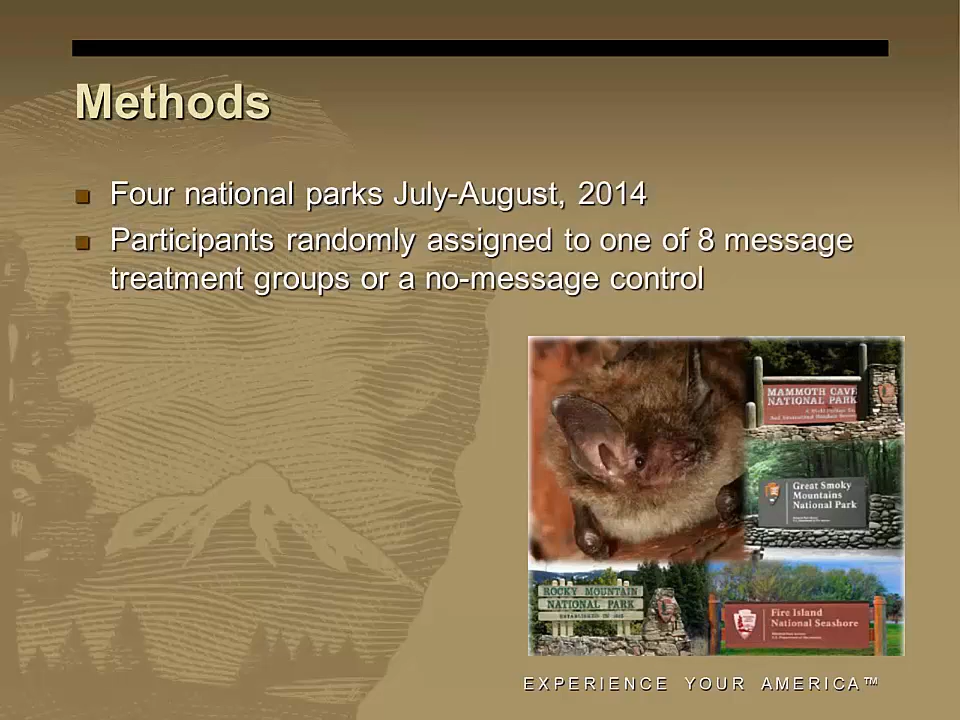 Methods
Four national parks July-August, 2014
Participants randomly assigned to one of 8 message
treatment groups or a no-message control
MAMMOTH CAVE
NATIONAL PARK
Great Smoky
Mountains
National Park
ROCKY MOUNTAIN
NATIONAL PARK
Fire Island
National Seashore
EXPERIENCE YOUR AMERICA™